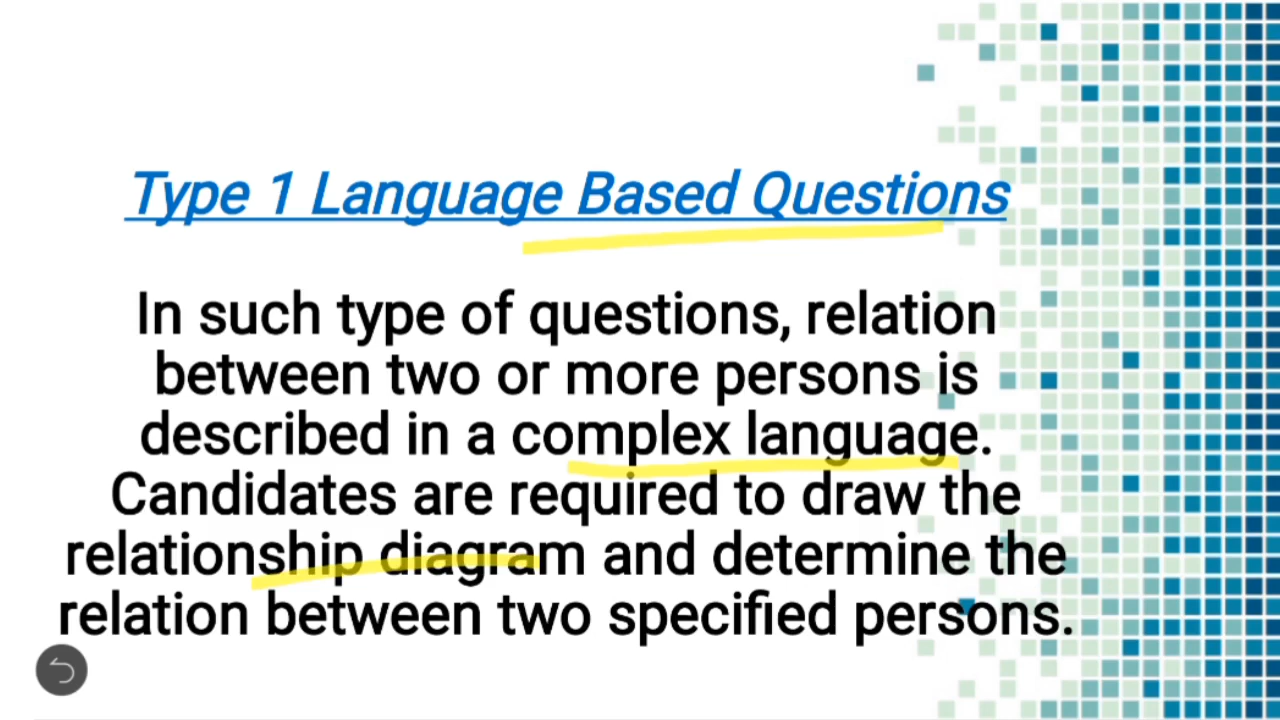 Type 1 Language Based Questions
In such type of questions, relation
between two or more persons is
described in a complex language.
Candidates are required to draw the
relationship diagram and determine the
relation between two specified persons.